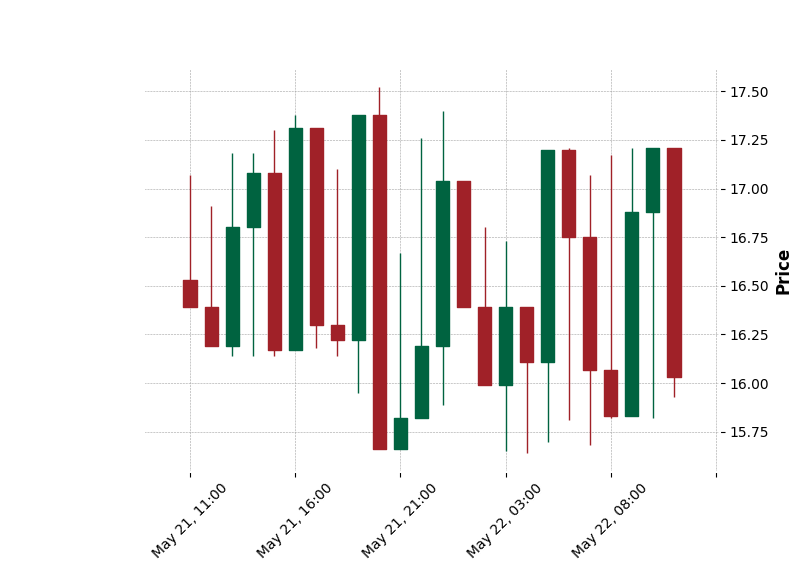 17.50
17.25
17.00
16.75
16.50
16.25
16.00
15.75
Price
May 21, 11:00
May 21, 16:00
May 21, 21:00
May 22, 03:00
May 22, 08:00